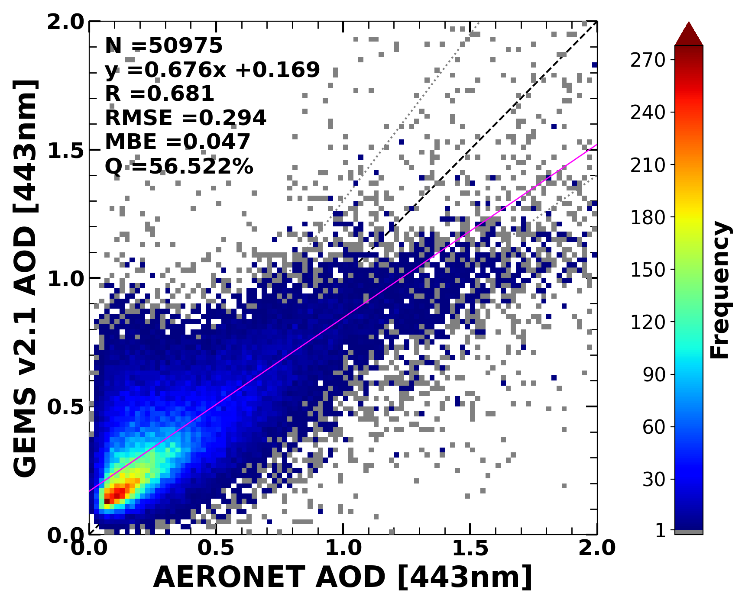 N =50975
y =0.676x +0.169
R =0.681
RMSE =0.294
MBE =0.047
Q =56.522%
2.0
1.5
1.0
0.5
0.0
GEMS v2.1 AOD [443nm]
0.0 0.5 1.0 1.5 2.0
AERONET AOD [443nm]
270
240
210
180
150
120
90
60
30
1
Frequency